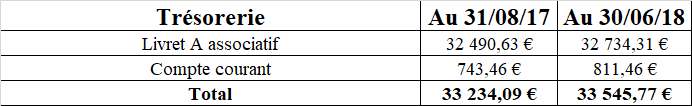 Trésorerie Au 31/08/17 Au 30/06/18
Livret A associatif 32 490,63 € 32 734,31 €
Compte courant 743,46 € 811,46 €
Total 33 234,09 € 33 545,77 €